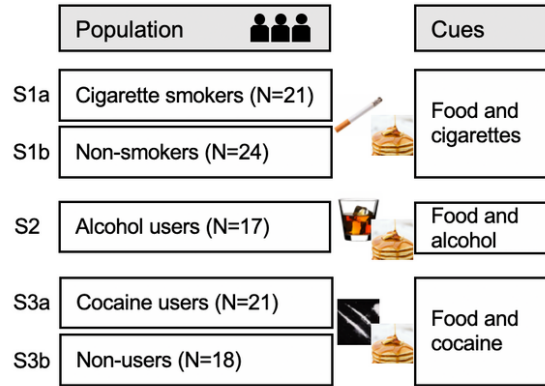 Population
Cues
S1a
Cigarette smokers (N=21)
S1b
Non-smokers (N=24)
Food and
cigarettes
S2
Alcohol users (N=17)
Food and
alcohol
S3a
Cocaine users (N=21)
S3b
Non-users (N=18)
Food and
cocaine